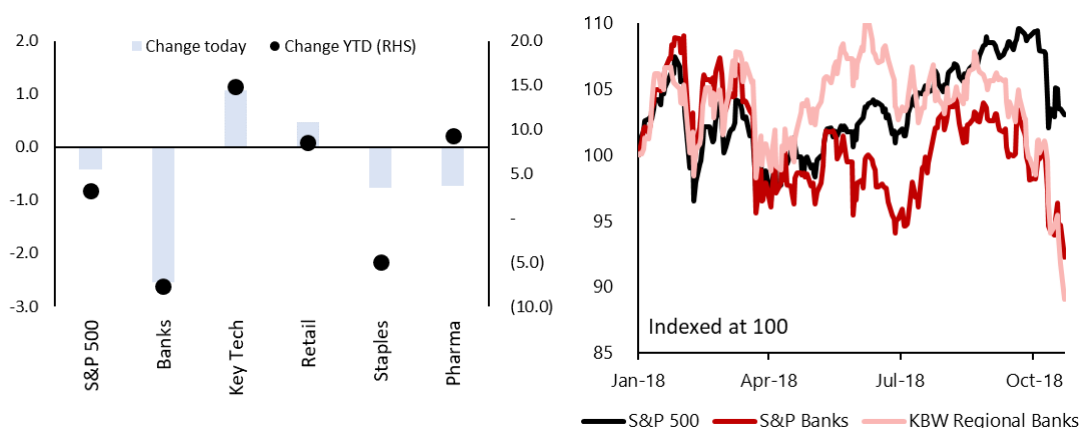 Change today
Change YTD (RHS)
2.0
1.0
0.0
-1.0
-2.0
-3.0
20.0
15.0
10.0
5.0
-
(5.0)
(10.0)
S&P 500
Banks
Key Tech
Retail
Staples
Pharma
110
105
100
95
90
85
Indexed at 100
Jan-18
Apr-18
Jul-18
Oct-18
S&P 500
S&P Banks
KBW Regional Banks